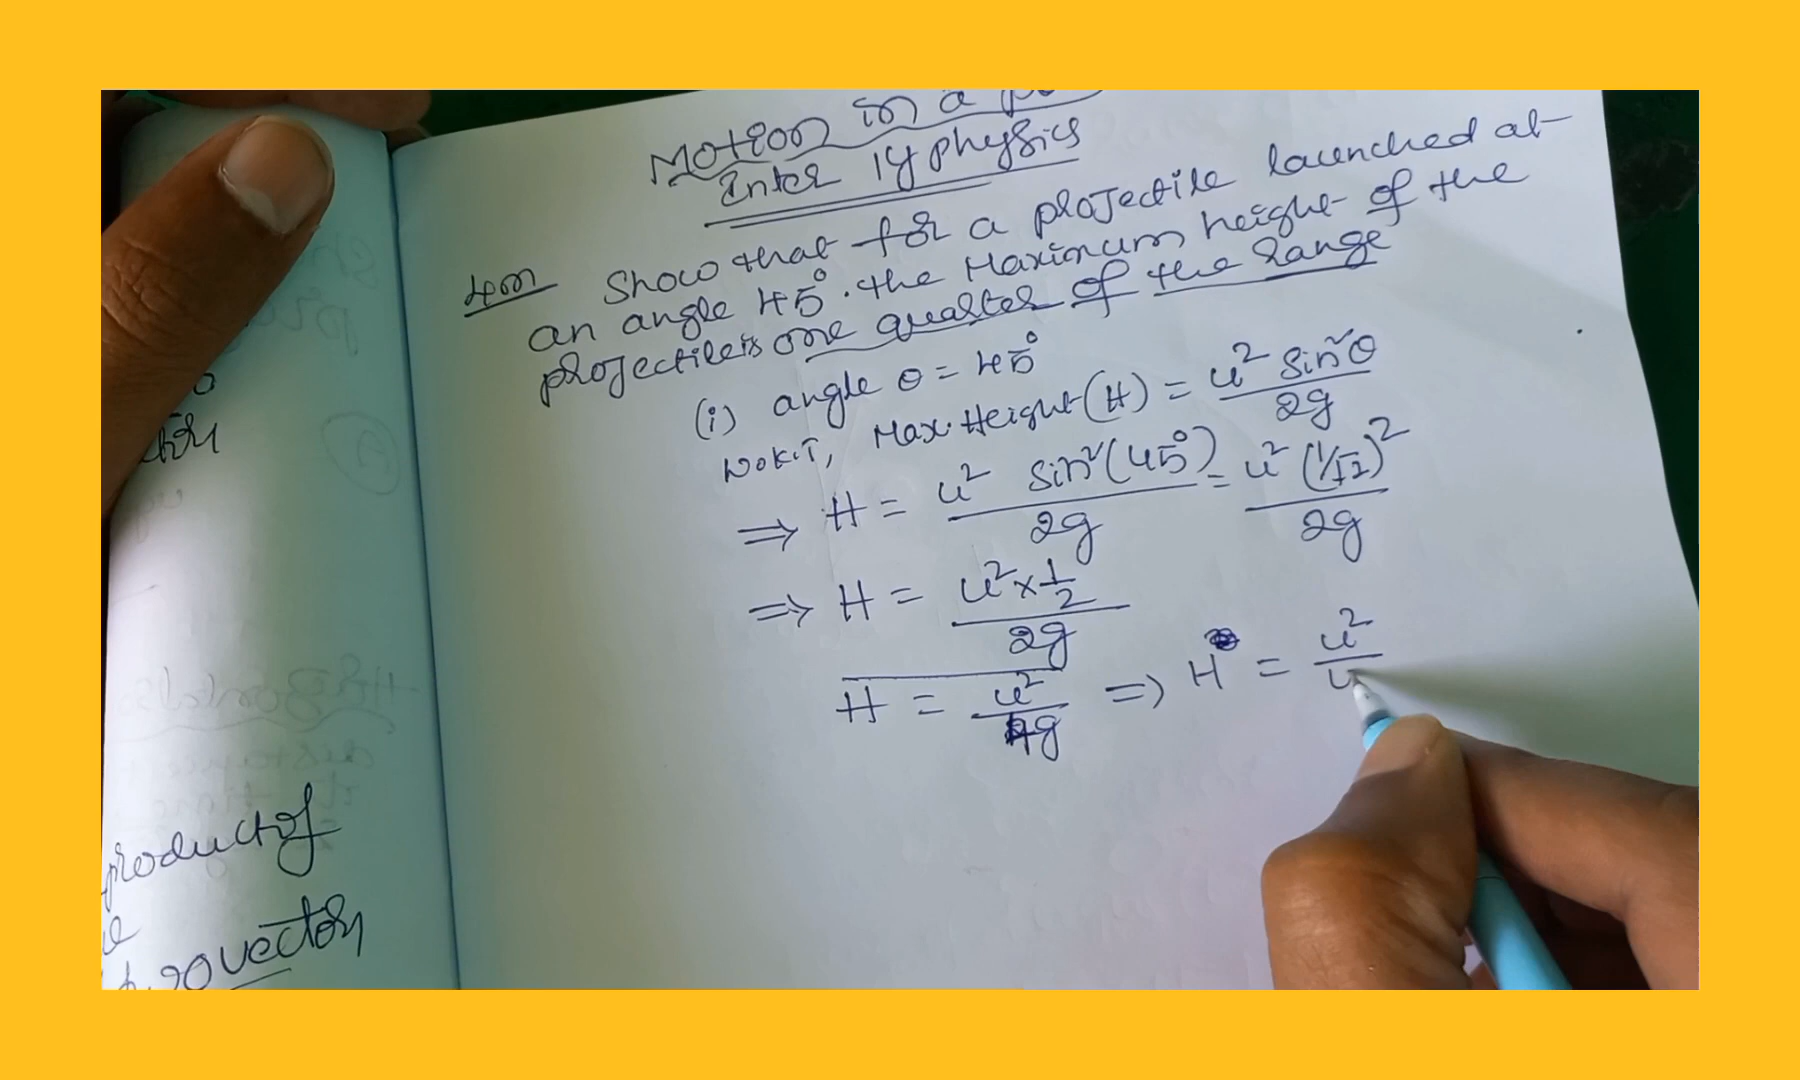 Motion in a
Inter 1y physics
4m Show that for a projectile launched at
an angle 45°. the Maximum height of the
projectile is one quarter of the range
(i) angle θ = 45°
W.O.K.T, Max. Height (H) = u² sin²θ / 2g
⇒ H = u² sin²(45°) / 2g = u² (1/√2)² / 2g
⇒ H = u² × 1/2 / 2g
H = u² / 4g ⇒ H = u² /
product of
vector